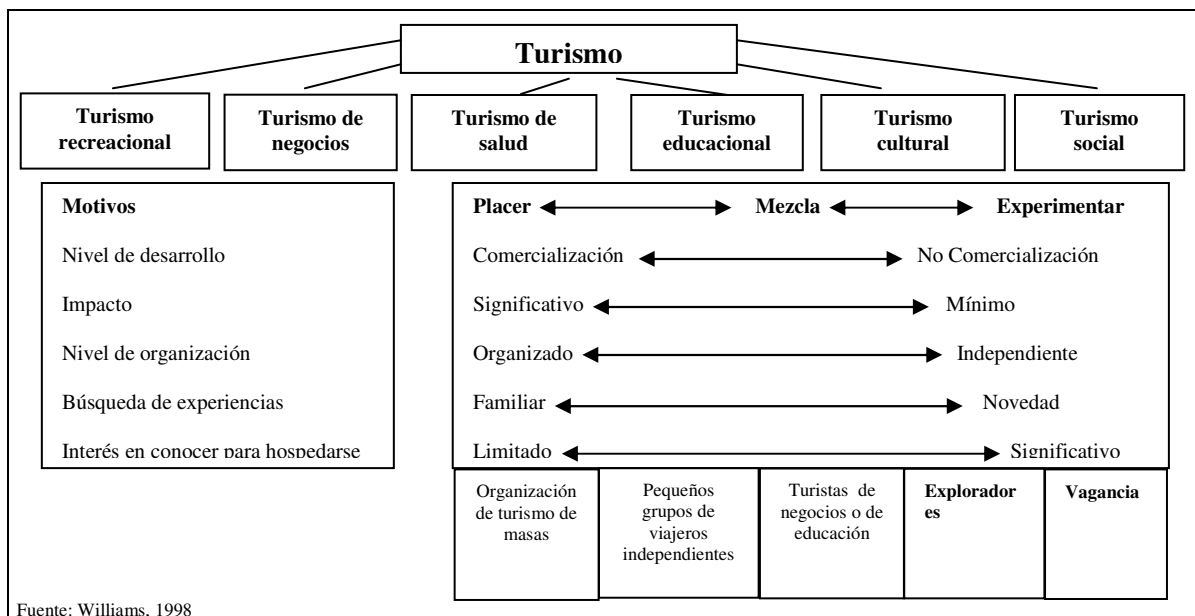 Turismo
Turismo
recreacional
Turismo de
negocios
Turismo de
salud
Turismo
educacional
Turismo
cultural
Turismo
social
Motivos
Nivel de desarrollo
Impacto
Nivel de organización
Búsqueda de experiencias
Interés en conocer para hospedarse
Placer Mezcla Experimentar
Comercialización No Comercialización
Significativo Mínimo
Organizado Independiente
Familiar Novedad
Limitado Significativo
Organización
de turismo de
masas
Pequeños
grupos de
viajeros
independientes
Turistas de
negocios o de
educación
Explorador
es
Vagancia
Fuente: Williams, 1998